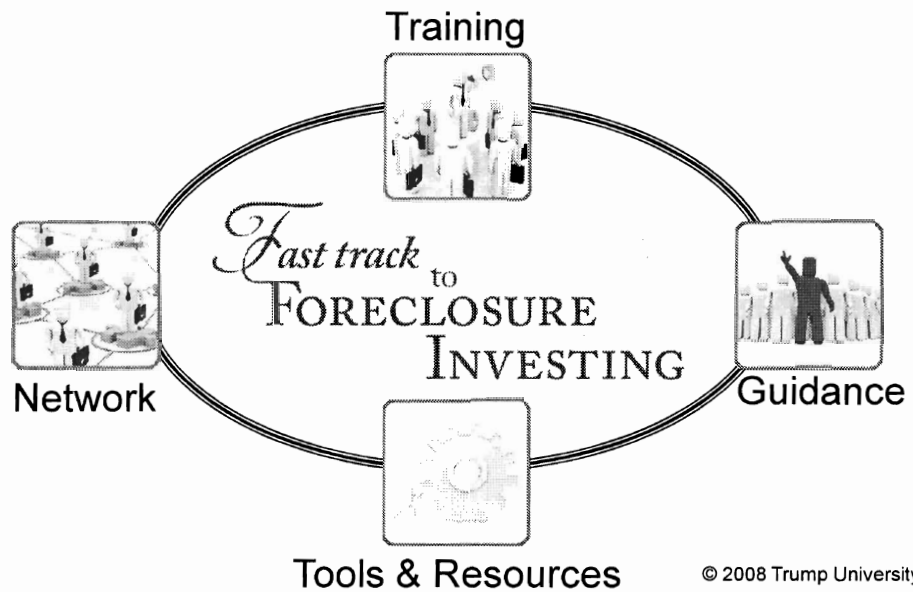 Training
Fast track
to
FORECLOSURE
INVESTING
Network
Guidance
Tools & Resources
© 2008 Trump University